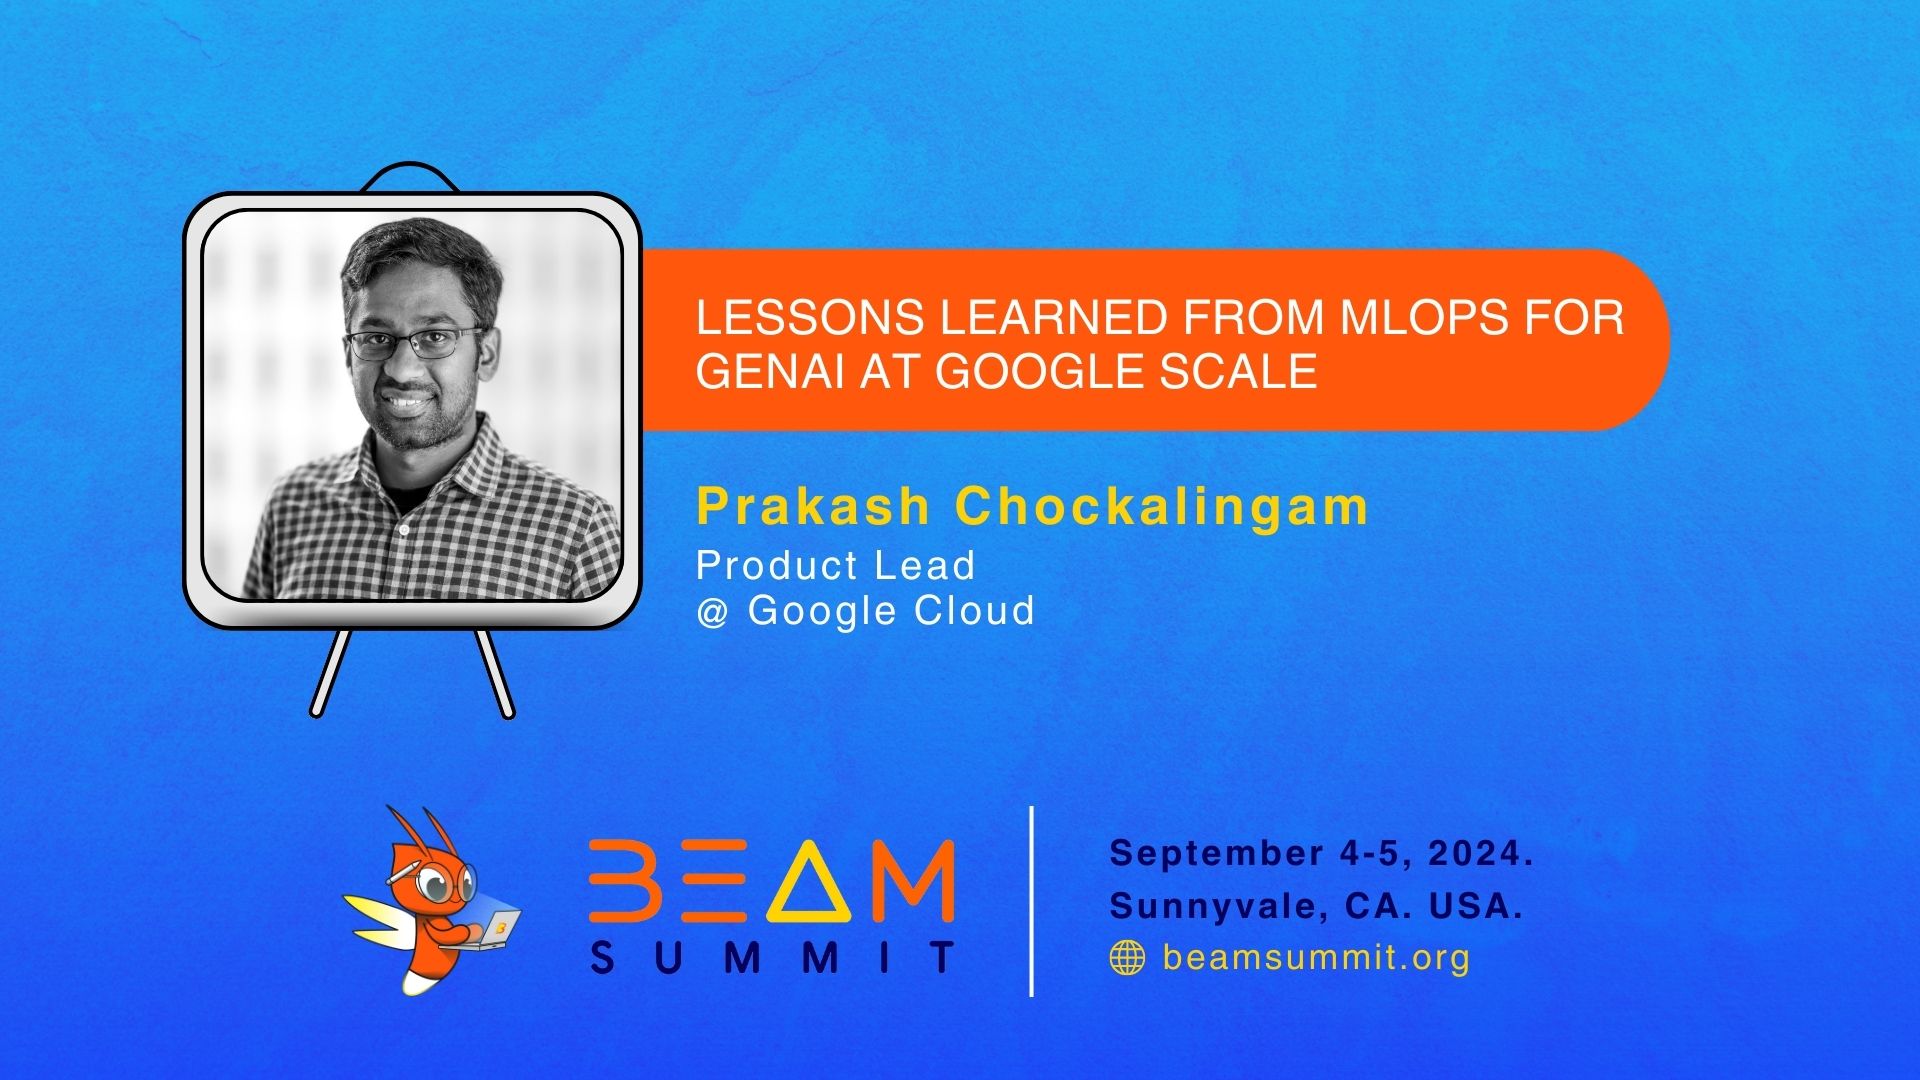 LESSONS LEARNED FROM MLOPS FOR
GENAI AT GOOGLE SCALE
Prakash Chockalingam
Product Lead
@ Google Cloud
BEAM
SUMMIT
September 4-5, 2024.
Sunnyvale, CA. USA.
beamsummit.org